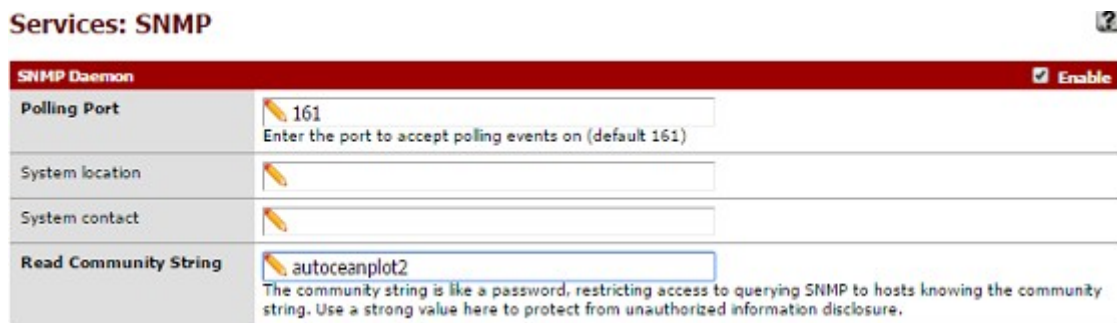 Services: SNMP
SNMP Daemon
Enable
Polling Port
161
Enter the port to accept polling events on (default 161)
System location
System contact
Read Community String
autoceanplot2
The community string is like a password, restricting access to querying SNMP to hosts knowing the community
string. Use a strong value here to protect from unauthorized information disclosure.